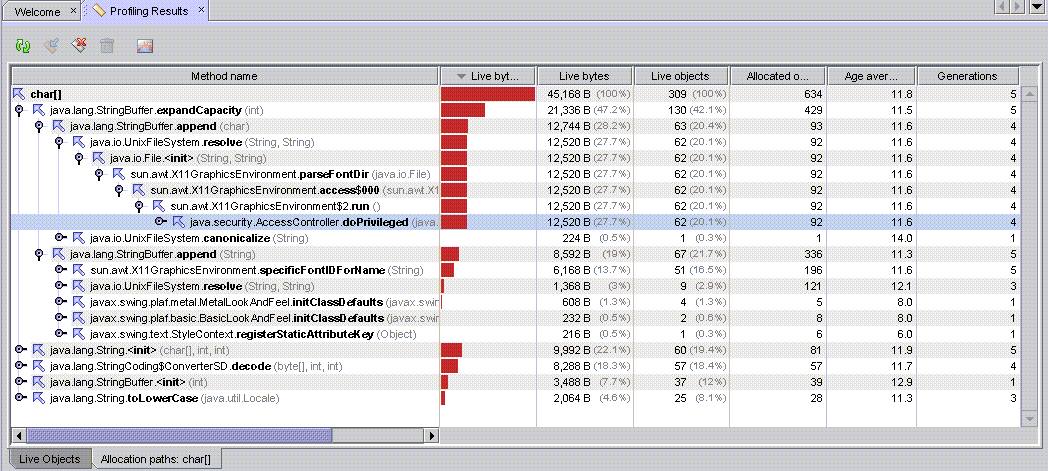 Welcome × Profiling Results ×
Method name Live byt... Live bytes Live objects Allocated o... Age aver... Generations
char[] 45,168 B (100%) 309 (100%) 634 11.8 5
java.lang.StringBuffer.expandCapacity (int) 21,336 B (47.2%) 130 (42.1%) 429 11.5 5
java.lang.StringBuffer.append (char) 12,744 B (28.2%) 63 (20.4%) 93 11.6 4
java.io.UnixFileSystem.resolve (String, String) 12,520 B (27.7%) 62 (20.1%) 92 11.6 4
java.io.File.<init> (String, String) 12,520 B (27.7%) 62 (20.1%) 92 11.6 4
sun.awt.X11GraphicsEnvironment.parseFontDir (java.io.File) 12,520 B (27.7%) 62 (20.1%) 92 11.6 4
sun.awt.X11GraphicsEnvironment.access$000 (sun.awt.X1 12,520 B (27.7%) 62 (20.1%) 92 11.6 4
sun.awt.X11GraphicsEnvironment$2.run () 12,520 B (27.7%) 62 (20.1%) 92 11.6 4
java.security.AccessController.doPrivileged (java. 12,520 B (27.7%) 62 (20.1%) 92 11.6 4
java.io.UnixFileSystem.canonicalize (String) 224 B (0.5%) 1 (0.3%) 1 14.0 1
java.lang.StringBuffer.append (String) 8,592 B (19%) 67 (21.7%) 336 11.3 5
sun.awt.X11GraphicsEnvironment.specificFontIDForName (String) 6,168 B (13.7%) 51 (16.5%) 196 11.6 5
java.io.UnixFileSystem.resolve (String, String) 1,368 B (3%) 9 (2.9%) 121 12.1 3
javax.swing.plaf.metal.MetalLookAndFeel.initClassDefaults (javax.swin 608 B (1.3%) 4 (1.3%) 5 8.0 1
javax.swing.plaf.basic.BasicLookAndFeel.initClassDefaults (javax.swin 232 B (0.5%) 2 (0.6%) 8 8.0 1
javax.swing.text.StyleContext.registerStaticAttributeKey (Object) 216 B (0.5%) 1 (0.3%) 6 6.0 1
java.lang.String.<init> (char[], int, int) 9,992 B (22.1%) 60 (19.4%) 81 11.9 5
java.lang.StringCoding$ConverterSD.decode (byte[], int, int) 8,288 B (18.3%) 57 (18.4%) 57 11.7 4
java.lang.StringBuffer.<init> (int) 3,488 B (7.7%) 37 (12%) 39 12.9 1
java.lang.String.toLowerCase (java.util.Locale) 2,064 B (4.6%) 25 (8.1%) 28 11.3 3
Live Objects Allocation paths: char[]